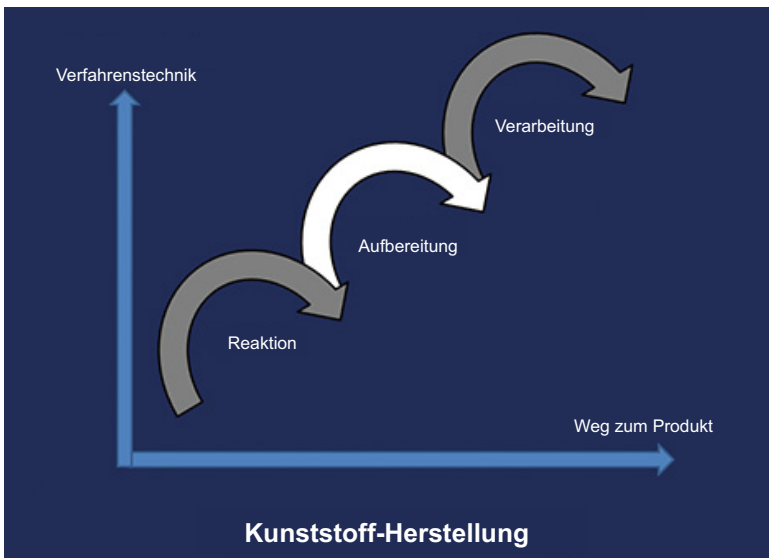 Verfahrenstechnik
Verarbeitung
Aufbereitung
Reaktion
Weg zum Produkt
Kunststoff-Herstellung